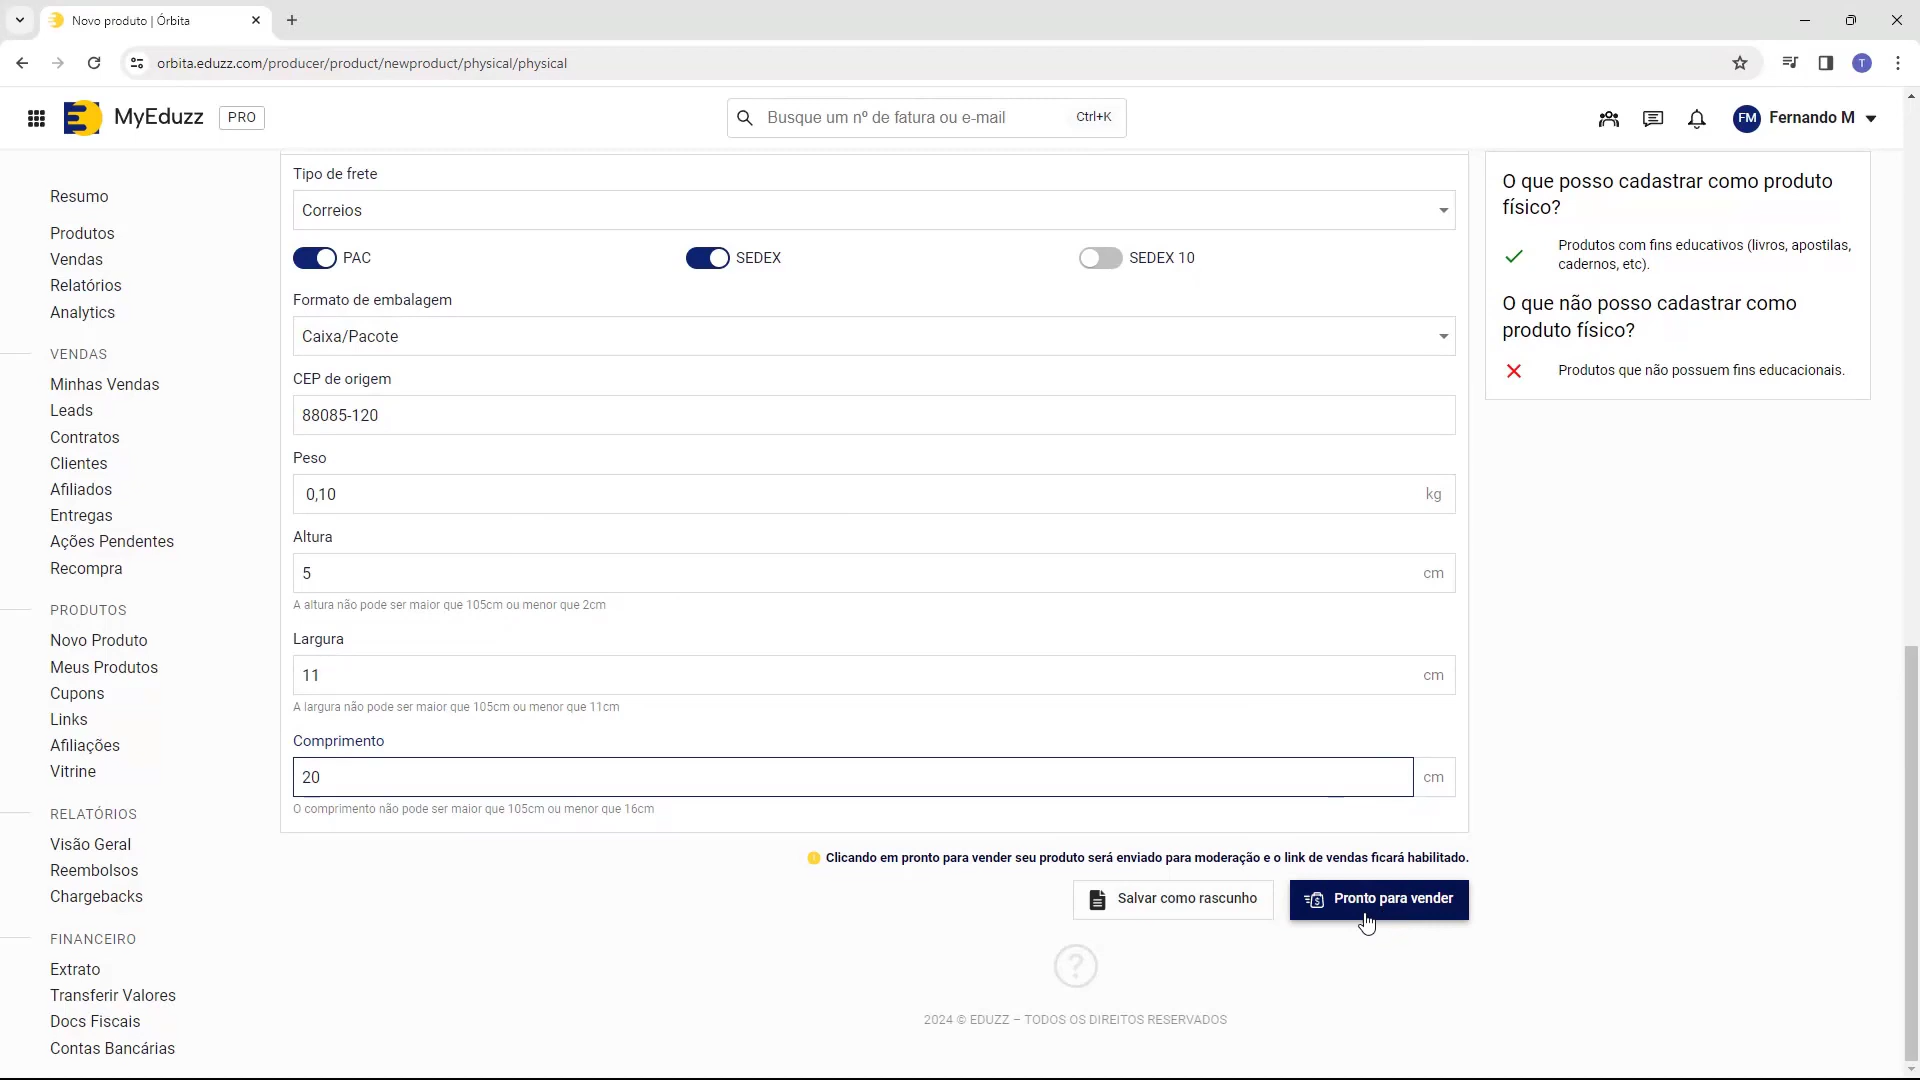 Novo produto | Órbita
orbita.eduzz.com/producer/product/newproduct/physical/physical
T
MyEduzz
PRO
Busque um nº de fatura ou e-mail
Ctrl+K
FM
Fernando M
Resumo
Produtos
Vendas
Relatórios
Analytics
VENDAS
Minhas Vendas
Leads
Contratos
Clientes
Afiliados
Entregas
Ações Pendentes
Recompra
PRODUTOS
Novo Produto
Meus Produtos
Cupons
Links
Afiliações
Vitrine
RELATÓRIOS
Visão Geral
Reembolsos
Chargebacks
FINANCEIRO
Extrato
Transferir Valores
Docs Fiscais
Contas Bancárias
Tipo de frete
Correios
PAC
SEDEX
SEDEX 10
Formato de embalagem
Caixa/Pacote
CEP de origem
88085-120
Peso
0,10
kg
Altura
5
cm
A altura não pode ser maior que 105cm ou menor que 2cm
Largura
11
cm
A largura não pode ser maior que 105cm ou menor que 11cm
Comprimento
20
cm
O comprimento não pode ser maior que 105cm ou menor que 16cm
Clicando em pronto para vender seu produto será enviado para moderação e o link de vendas ficará habilitado.
Salvar como rascunho
Pronto para vender
?
2024 © EDUZZ – TODOS OS DIREITOS RESERVADOS
O que posso cadastrar como produto
físico?
Produtos com fins educativos (livros, apostilas,
cadernos, etc).
O que não posso cadastrar como
produto físico?
Produtos que não possuem fins educacionais.